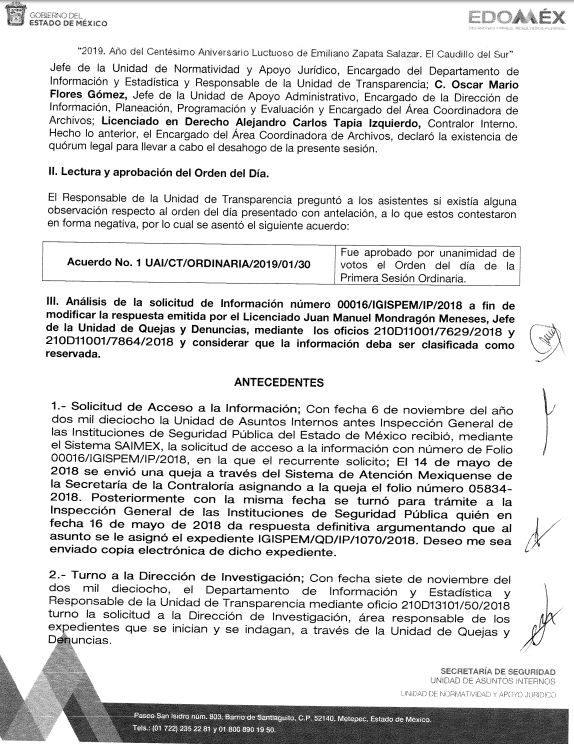 GOBIERNO DEL
ESTADO DE MÉXICO
EDOMÉX
"2019. Año del Centésimo Aniversario Luctuoso de Emiliano Zapata Salazar. El Caudillo del Sur"
Jefe de la Unidad de Normatividad y Apoyo Jurídico, Encargado del Departamento de
Información y Estadística y Responsable de la Unidad de Transparencia; C. Oscar Mario
Flores Gómez, Jefe de la Unidad de Apoyo Administrativo, Encargado de la Dirección de
Información, Planeación, Programación y Evaluación y Encargado del Área Coordinadora de
Archivos; Licenciado en Derecho Alejandro Carlos Tapia Izquierdo, Contralor Interno.
Hecho lo anterior, el Encargado del Área Coordinadora de Archivos, declaró la existencia de
quórum legal para llevar a cabo el desahogo de la presente sesión.
II. Lectura y aprobación del Orden del Día.
El Responsable de la Unidad de Transparencia preguntó a los asistentes si existía alguna
observación respecto al orden del día presentado con antelación, a lo que estos contestaron
en forma negativa, por lo cual se asentó el siguiente acuerdo:
Acuerdo No. 1 UAI/CT/ORDINARIA/2019/01/30
Fue aprobado por unanimidad de
votos el Orden del día de la
Primera Sesión Ordinaria.
III. Análisis de la solicitud de Información número 00016/IGISPEM/IP/2018 a fin de
modificar la respuesta emitida por el Licenciado Juan Manuel Mondragón Meneses, Jefe
de la Unidad de Quejas y Denuncias, mediante los oficios 210D11001/7629/2018 y
210D11001/7864/2018 y considerar que la información deba ser clasificada como
reservada.
ANTECEDENTES
1.- Solicitud de Acceso a la Información; Con fecha 6 de noviembre del año
dos mil dieciocho la Unidad de Asuntos Internos antes Inspección General de
las Instituciones de Seguridad Pública del Estado de México recibió, mediante
el Sistema SAIMEX, la solicitud de acceso a la información con número de Folio
00016/IGISPEM/IP/2018, en la que el recurrente solicito; El 14 de mayo de
2018 se envió una queja a través del Sistema de Atención Mexiquense de
la Secretaría de la Contraloría asignando a la queja el folio número 05834-
2018. Posteriormente con la misma fecha se turnó para trámite a la
Inspección General de las Instituciones de Seguridad Pública quién en
fecha 16 de mayo de 2018 da respuesta definitiva argumentando que al
asunto se le asignó el expediente IGISPEM/QD/IP/1070/2018. Deseo me sea
enviado copia electrónica de dicho expediente.
2.- Turno a la Dirección de Investigación; Con fecha siete de noviembre del
dos mil dieciocho, el Departamento de Información y Estadística y
Responsable de la Unidad de Transparencia mediante oficio 210D13101/50/2018
turno la solicitud a la Dirección de Investigación, área responsable de los
expedientes que se inician y se indagan, a través de la Unidad de Quejas y
Denuncias.
SECRETARÍA DE SEGURIDAD
UNIDAD DE ASUNTOS INTERNOS
UNIDAD DE NORMATIVIDAD Y APOYO JURÍDICO
Paseo San Isidro núm. 803, Barrio de Santiaguito, C.P. 52140, Metepec, Estado de México.
Tels.: (01 722) 235 22 81 y 01 800 890 19 50.